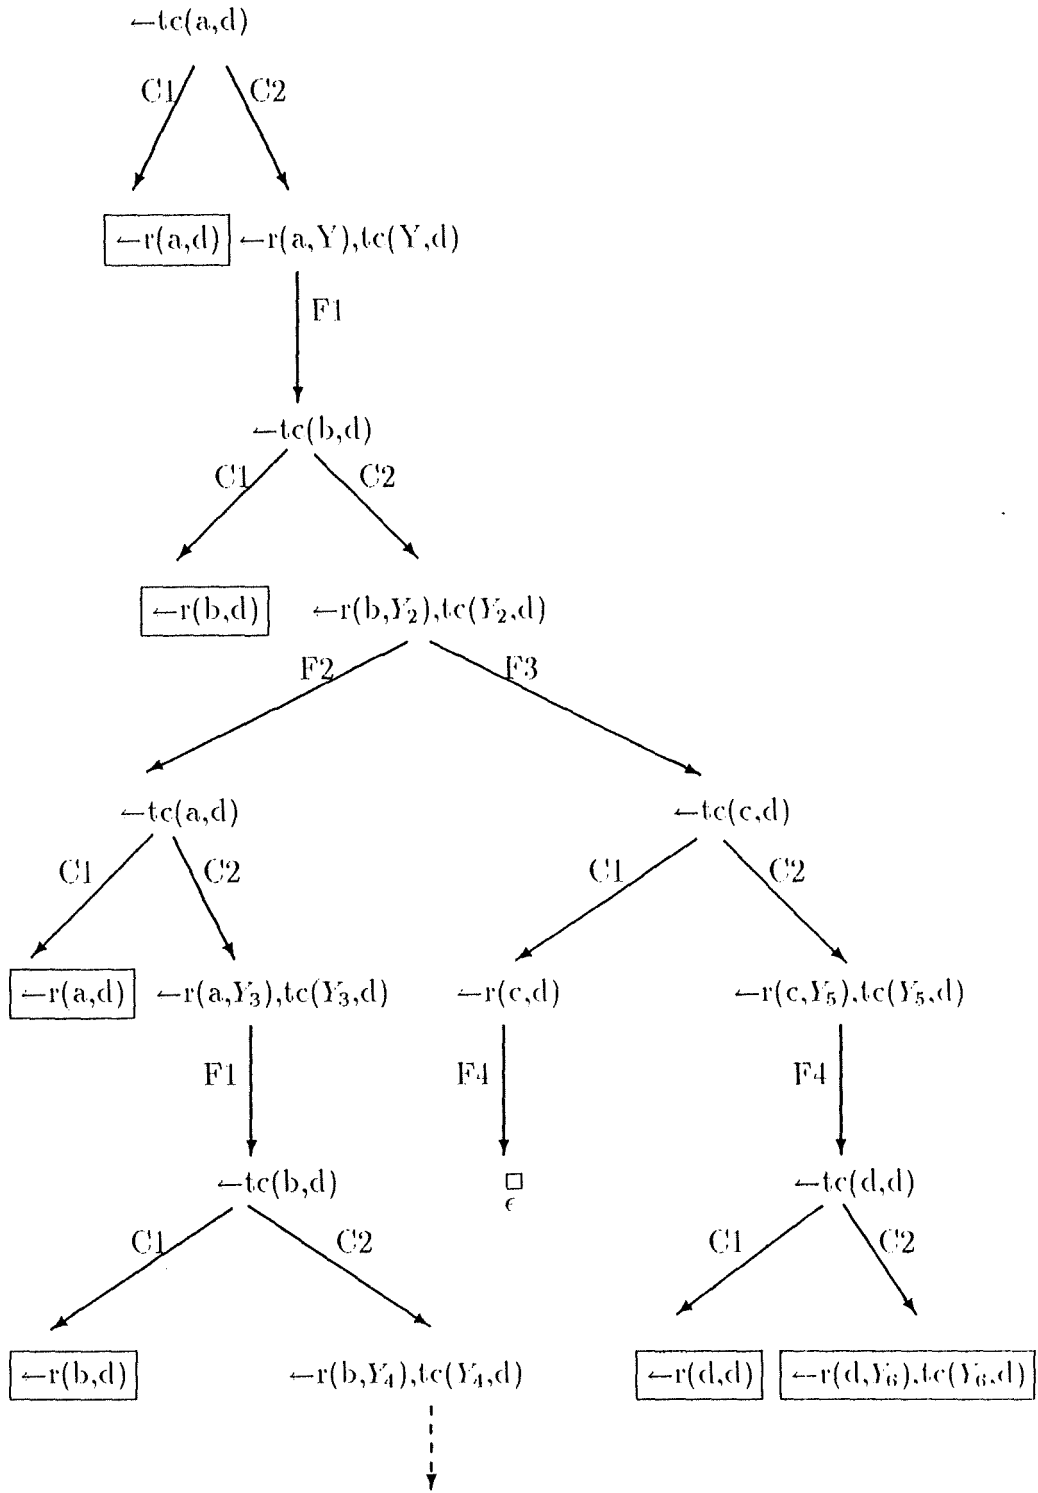 ←tc(a,d)
C1 C2
←r(a,d) ←r(a,Y),tc(Y,d)
F1
←tc(b,d)
C1 C2
←r(b,d) ←r(b,Y₂),tc(Y₂,d)
F2 F3
←tc(a,d) ←tc(c,d)
C1 C2 C1 C2
←r(a,d) ←r(a,Y₃),tc(Y₃,d) ←r(c,d) ←r(c,Y₅),tc(Y₅,d)
F1 F4 F4
←tc(b,d) □ ←tc(d,d)
ϵ
C1 C2 C1 C2
←r(b,d) ←r(b,Y₄),tc(Y₄,d) ←r(d,d) ←r(d,Y₆),tc(Y₆,d)